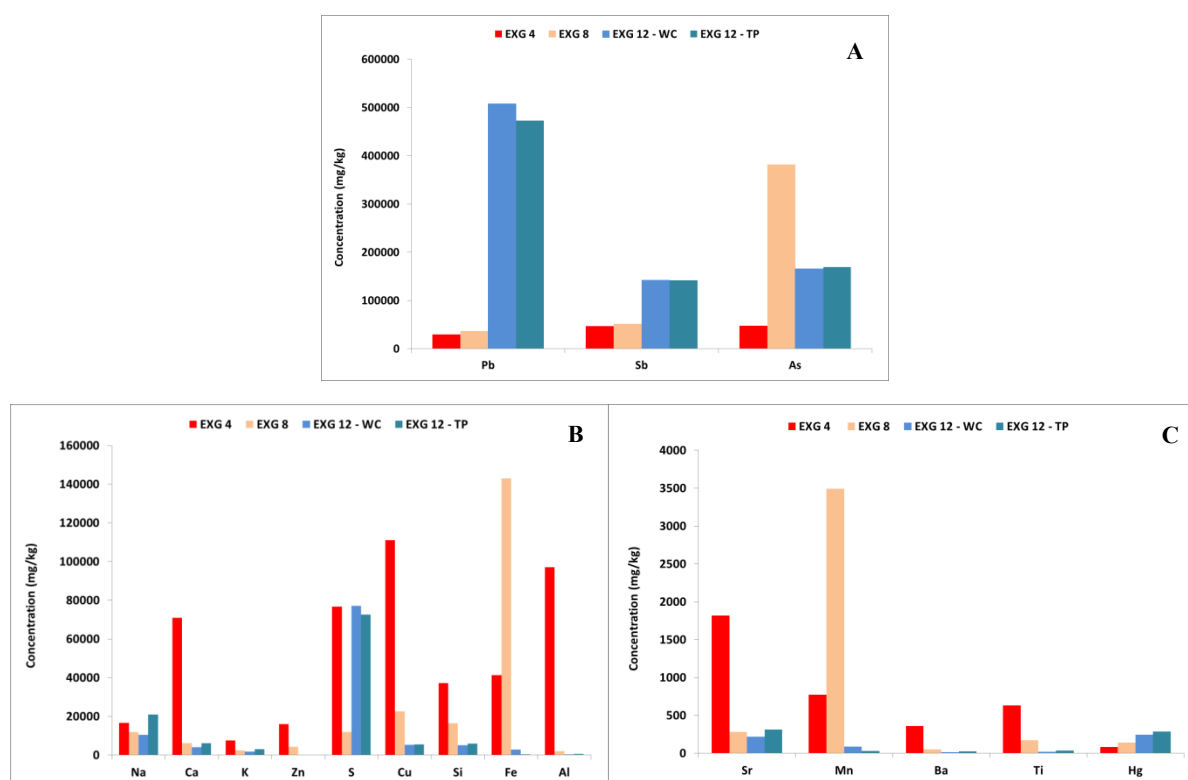 EXG 4 EXG 8 EXG 12 - WC EXG 12 - TP
A
600000
500000
400000
300000
200000
100000
0
Concentration (mg/kg)
Pb Sb As
EXG 4 EXG 8 EXG 12 - WC EXG 12 - TP
B
160000
140000
120000
100000
80000
60000
40000
20000
0
Concentration (mg/kg)
Na Ca K Zn S Cu Si Fe Al
EXG 4 EXG 8 EXG 12 - WC EXG 12 - TP
C
4000
3500
3000
2500
2000
1500
1000
500
0
Concentration (mg/kg)
Sr Mn Ba Ti Hg